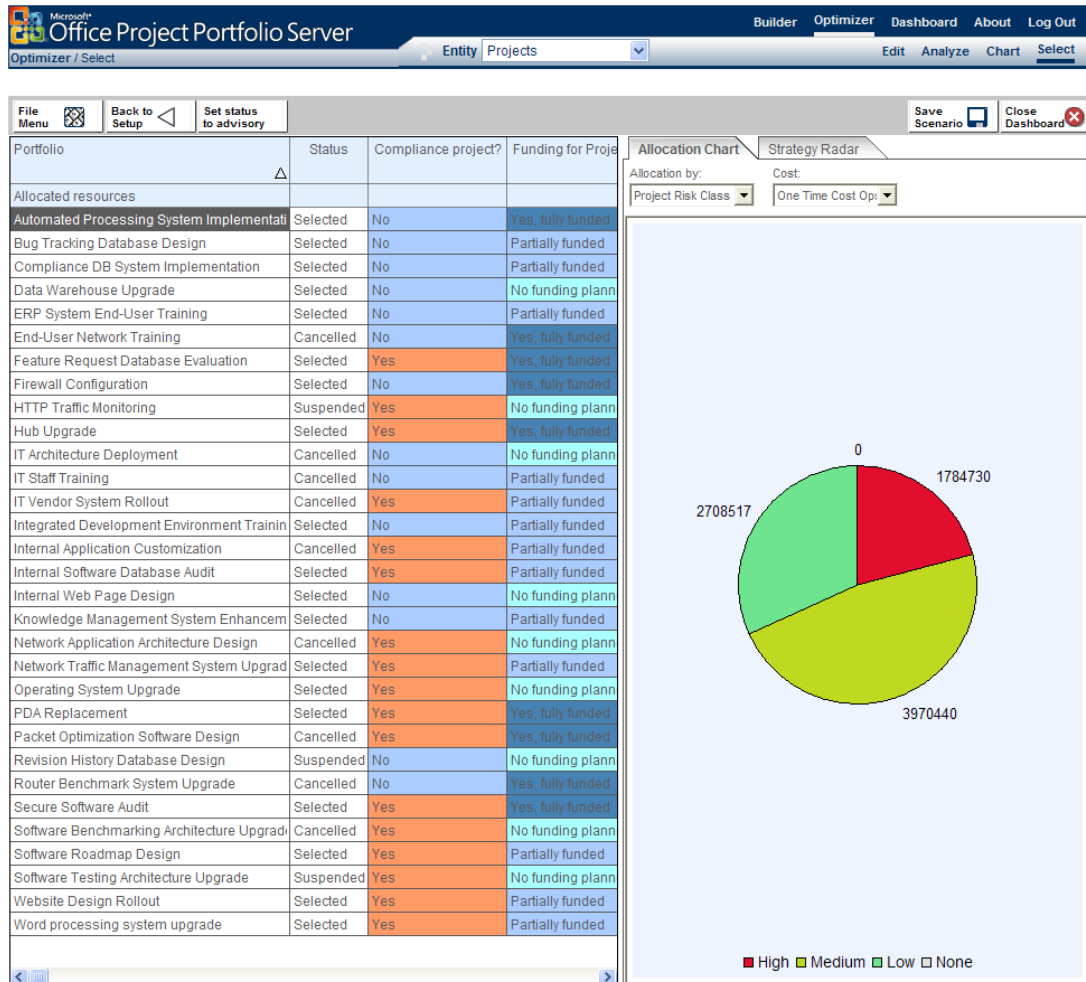 Microsoft®
Office Project Portfolio Server
Builder Optimizer Dashboard About Log Out
Optimizer / Select
Entity Projects
Edit Analyze Chart Select
File Menu
Back to Setup
Set status to advisory
Save Scenario
Close Dashboard
Portfolio Status Compliance project? Funding for Proje
Allocated resources
Automated Processing System Implementati Selected No Yes, fully funded
Bug Tracking Database Design Selected No Partially funded
Compliance DB System Implementation Selected No Partially funded
Data Warehouse Upgrade Selected No No funding plann
ERP System End-User Training Selected No Partially funded
End-User Network Training Cancelled No Yes, fully funded
Feature Request Database Evaluation Selected Yes Yes, fully funded
Firewall Configuration Selected No Yes, fully funded
HTTP Traffic Monitoring Suspended Yes No funding plann
Hub Upgrade Selected Yes Yes, fully funded
IT Architecture Deployment Cancelled No No funding plann
IT Staff Training Cancelled No Partially funded
IT Vendor System Rollout Cancelled Yes Partially funded
Integrated Development Environment Trainin Selected No Partially funded
Internal Application Customization Cancelled Yes Partially funded
Internal Software Database Audit Selected Yes Partially funded
Internal Web Page Design Selected No No funding plann
Knowledge Management System Enhancem Selected No Partially funded
Network Application Architecture Design Cancelled Yes No funding plann
Network Traffic Management System Upgrad Selected Yes Partially funded
Operating System Upgrade Selected Yes No funding plann
PDA Replacement Selected Yes Yes, fully funded
Packet Optimization Software Design Cancelled Yes Yes, fully funded
Revision History Database Design Suspended No No funding plann
Router Benchmark System Upgrade Cancelled No Yes, fully funded
Secure Software Audit Selected Yes Yes, fully funded
Software Benchmarking Architecture Upgrad Cancelled Yes No funding plann
Software Roadmap Design Selected Yes Partially funded
Software Testing Architecture Upgrade Suspended Yes No funding plann
Website Design Rollout Selected Yes Partially funded
Word processing system upgrade Selected Yes Partially funded
Allocation Chart Strategy Radar
Allocation by: Cost:
Project Risk Class One Time Cost Op
0
1784730
2708517
3970440
High Medium Low None